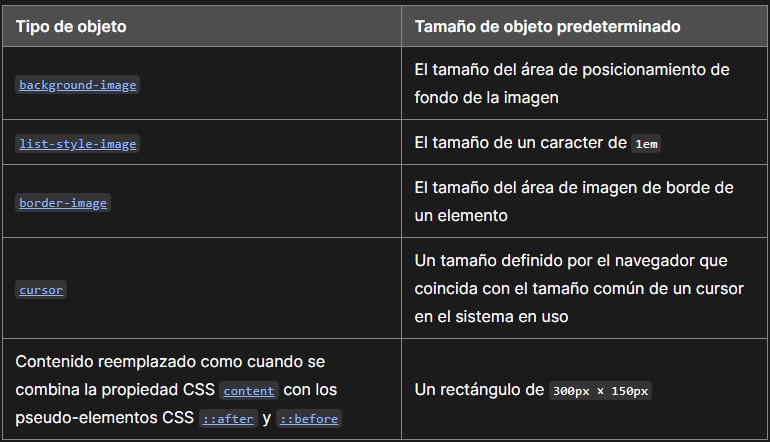 Tipo de objeto
Tamaño de objeto predeterminado
background-image
El tamaño del área de posicionamiento de
fondo de la imagen
list-style-image
El tamaño de un caracter de 1em
border-image
El tamaño del área de imagen de borde de
un elemento
cursor
Un tamaño definido por el navegador que
coincida con el tamaño común de un cursor
en el sistema en uso
Contenido reemplazado como cuando se
combina la propiedad CSS content con los
pseudo-elementos CSS ::after y ::before
Un rectángulo de 300px × 150px